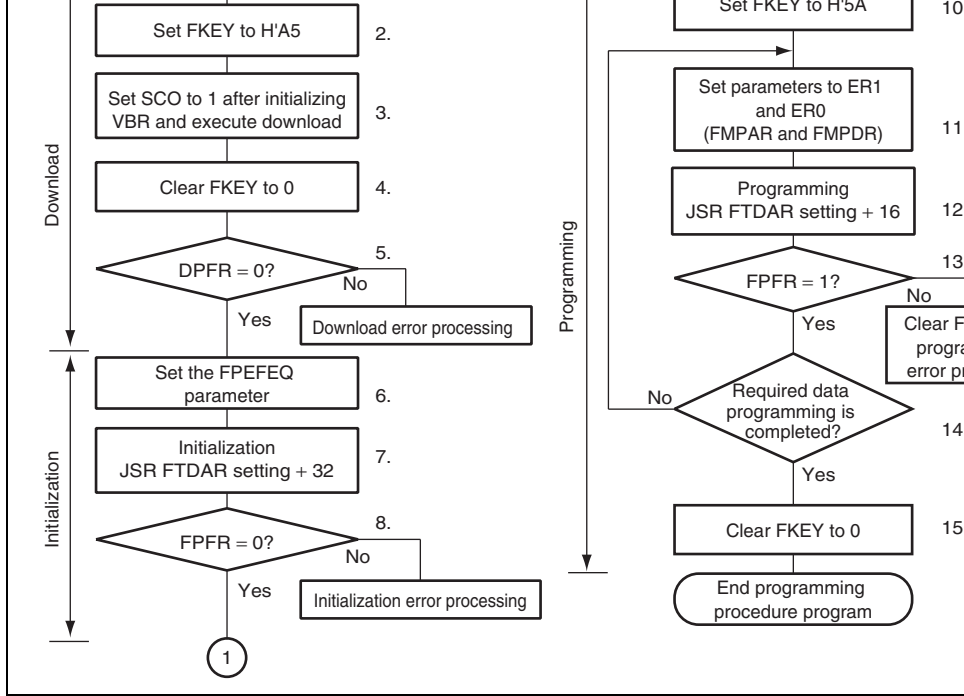 Set FKEY to H'A5
2.
Set SCO to 1 after initializing
VBR and execute download
3.
Clear FKEY to 0
4.
Download
DPFR = 0?
5.
No
Yes
Download error processing
Set the FPEFEQ
parameter
6.
Initialization
JSR FTDAR setting + 32
7.
Initialization
FPFR = 0?
8.
No
Yes
Initialization error processing
1
Set FKEY to H'5A
10
Set parameters to ER1
and ER0
(FMPAR and FMPDR)
11
Programming
JSR FTDAR setting + 16
12
Programming
FPFR = 1?
13
No
Yes
Clear F
progra
error pr
Required data
programming is
completed?
14
No
Yes
Clear FKEY to 0
15
End programming
procedure program